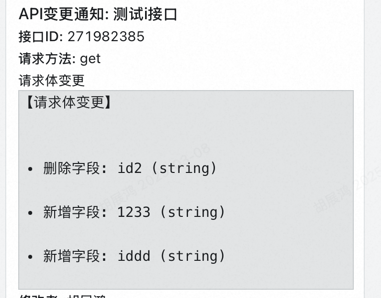 API变更通知: 测试i接口
接口ID: 271982385
请求方法: get
请求体变更
【请求体变更】
• 删除字段: id2 (string)
• 新增字段: 1233 (string)
• 新增字段: iddd (string)